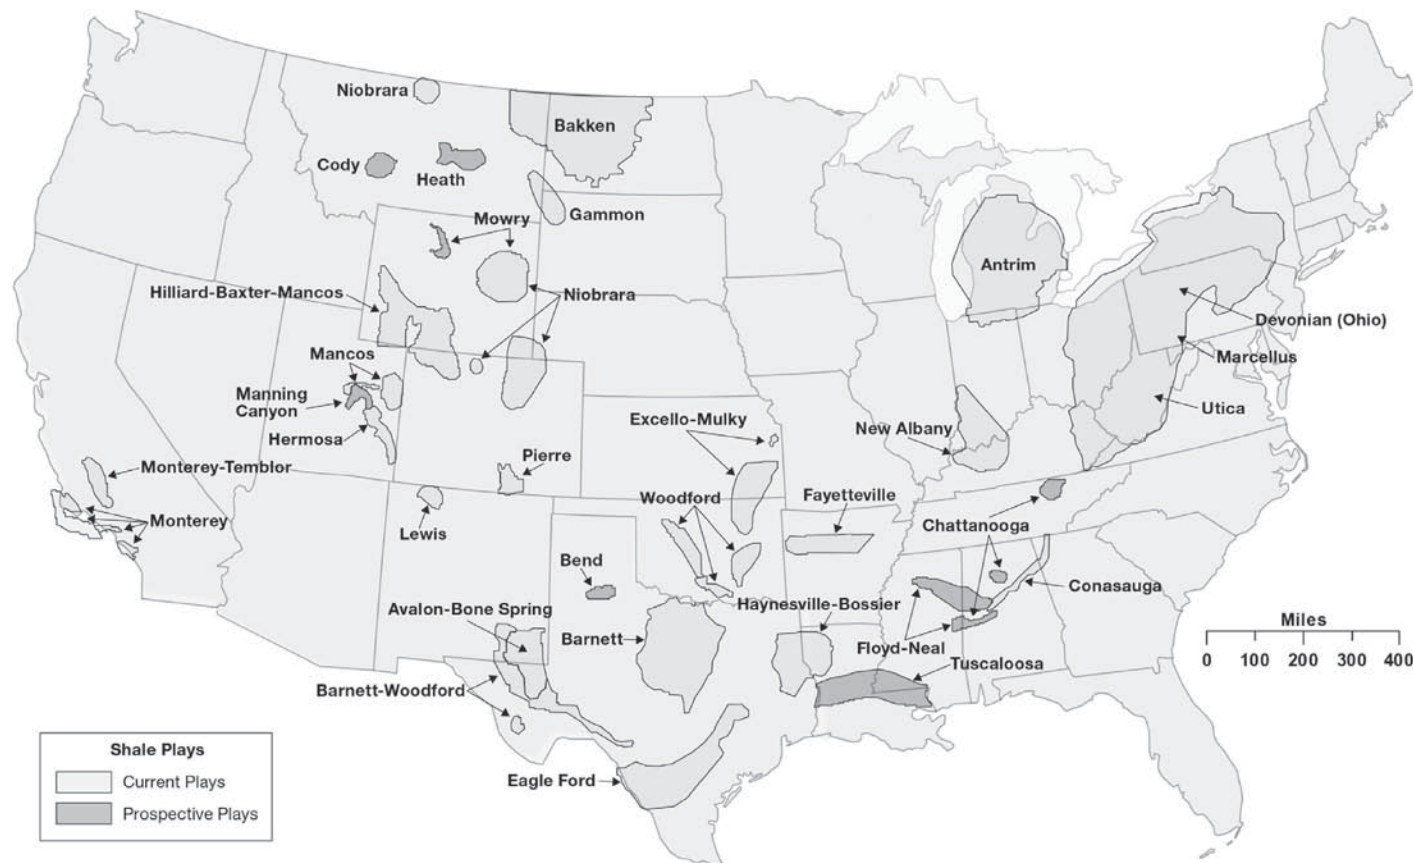 Niobrara
Bakken
Cody
Heath
Gammon
Mowry
Antrim
Hilliard-Baxter-Mancos
Niobrara
Devonian (Ohio)
Mancos
Marcellus
Manning
Canyon
Utica
Excello-Mulky
New Albany
Hermosa
Pierre
Monterey-Temblor
Fayetteville
Woodford
Monterey
Chattanooga
Lewis
Bend
Conasauga
Avalon-Bone Spring
Haynesville-Bossier
Miles
Barnett
Floyd-Neal
0 100 200 300 400
Tuscaloosa
Barnett-Woodford
Shale Plays
Current Plays
Eagle Ford
Prospective Plays